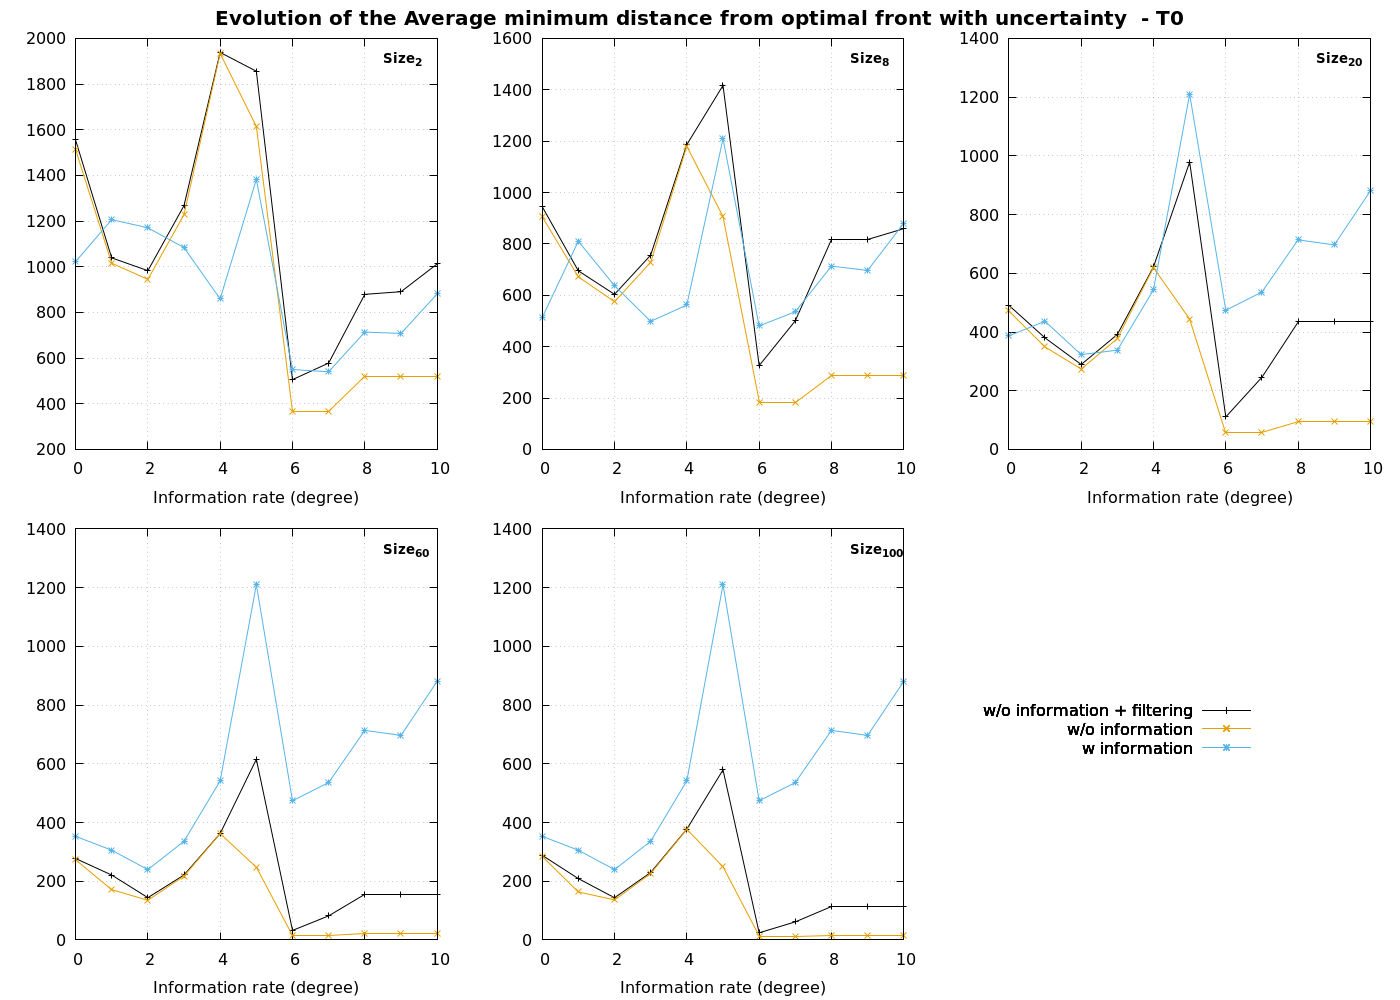 Evolution of the Average minimum distance from optimal front with uncertainty - T0
Size2
2000
1800
1600
1400
1200
1000
800
600
400
200
0 2 4 6 8 10
Information rate (degree)
Size8
1600
1400
1200
1000
800
600
400
200
0
0 2 4 6 8 10
Information rate (degree)
Size20
1400
1200
1000
800
600
400
200
0
0 2 4 6 8 10
Information rate (degree)
Size60
1400
1200
1000
800
600
400
200
0
0 2 4 6 8 10
Information rate (degree)
Size100
1400
1200
1000
800
600
400
200
0
0 2 4 6 8 10
Information rate (degree)
w/o information + filtering
w/o information
w information